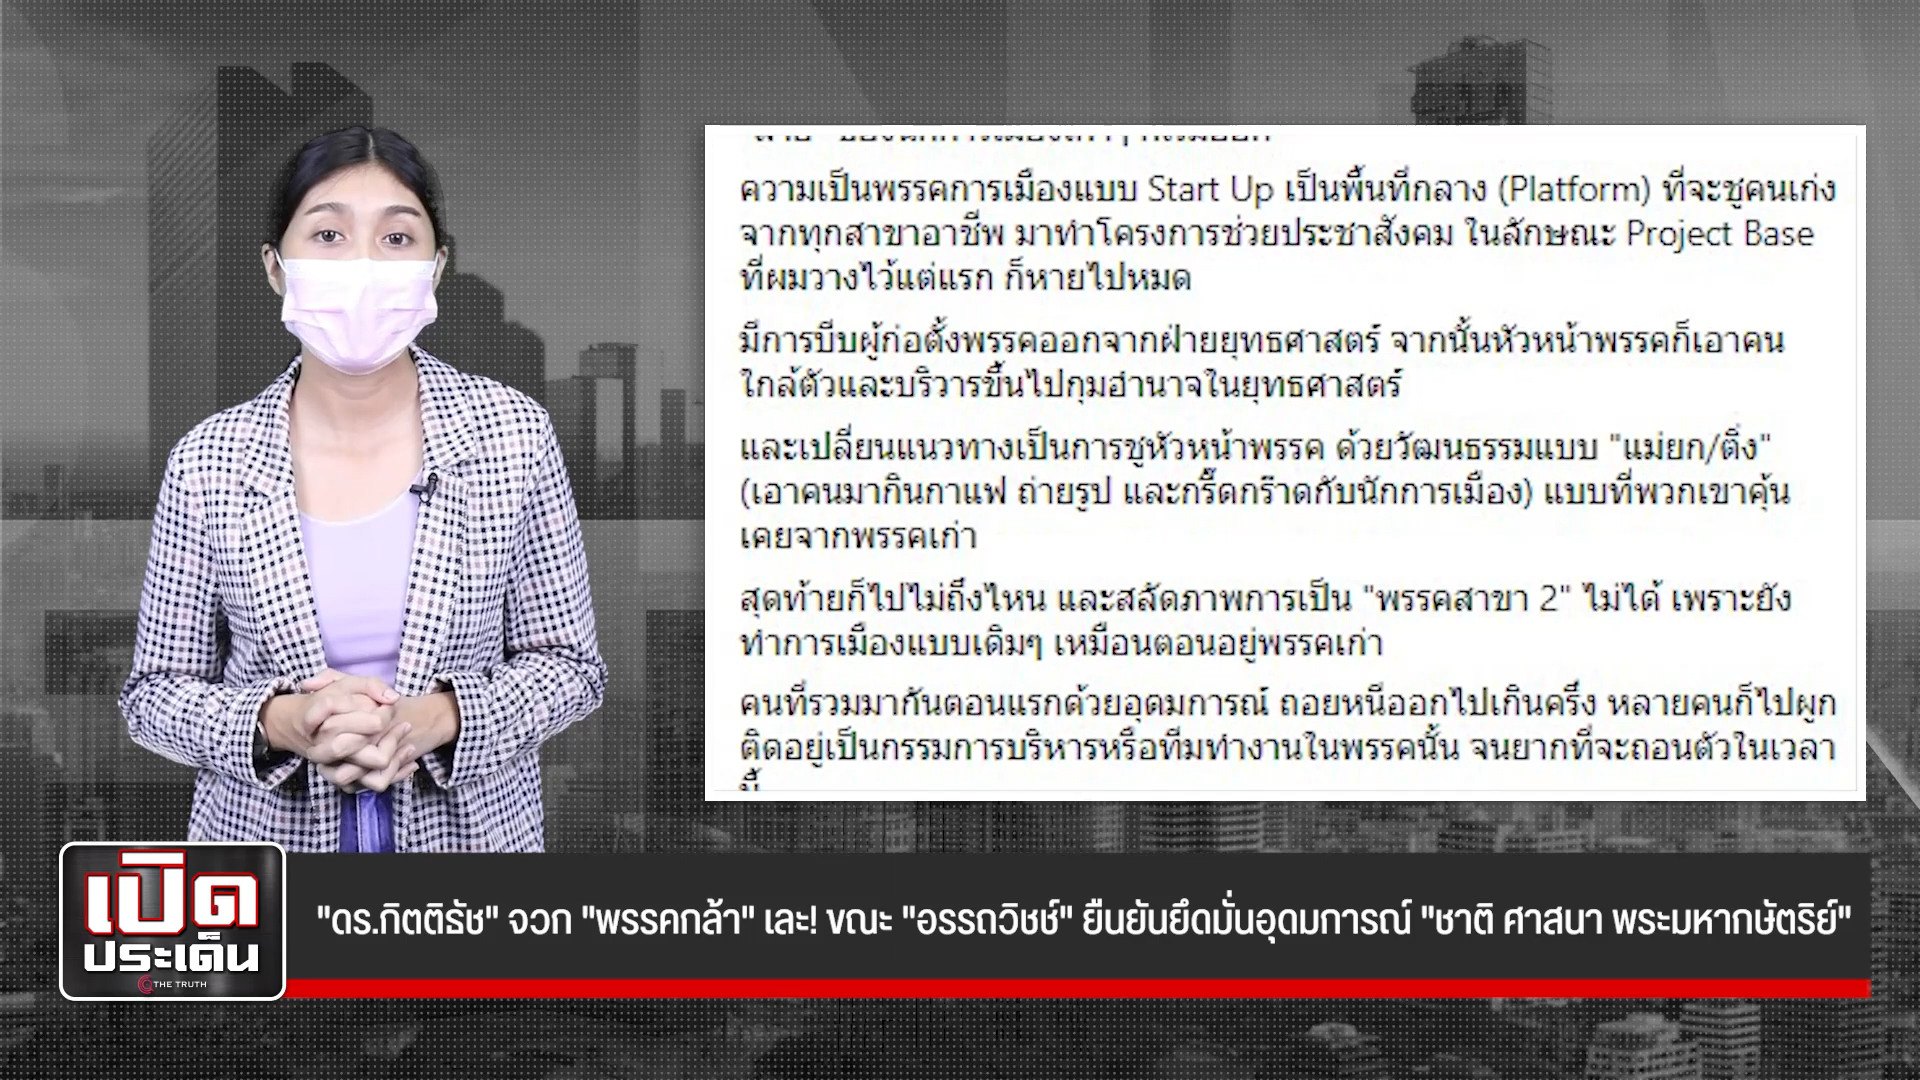 ความเป็นพรรคการเมืองแบบ Start Up เป็นพื้นที่กลาง (Platform) ที่จะชูคนเก่ง
จากทุกสาขาอาชีพ มาทำโครงการช่วยประชาสังคม ในลักษณะ Project Base
ที่ผมวางไว้แต่แรก ก็หายไปหมด
มีการบีบผู้ก่อตั้งพรรคออกจากฝ่ายยุทธศาสตร์ จากนั้นหัวหน้าพรรคก็เอาคน
ใกล้ตัวและบริวารขึ้นไปกุมอำนาจในยุทธศาสตร์
และเปลี่ยนแนวทางเป็นการชูหัวหน้าพรรค ด้วยวัฒนธรรมแบบ "แม่ยก/ติ่ง"
(เอาคนมากินกาแฟ ถ่ายรูป และกรี๊ดกร๊าดกับนักการเมือง) แบบที่พวกเขาคุ้น
เคยจากพรรคเก่า
สุดท้ายก็ไปไม่ถึงไหน และสลัดภาพการเป็น "พรรคสาขา 2" ไม่ได้ เพราะยัง
ทำการเมืองแบบเดิมๆ เหมือนตอนอยู่พรรคเก่า
คนที่รวมมากันตอนแรกด้วยอุดมการณ์ ถอยหนีออกไปเกินครึ่ง หลายคนก็ไปผูก
ติดอยู่เป็นกรรมการบริหารหรือทีมทำงานในพรรคนั้น จนยากที่จะถอนตัวในเวลา
นี้
เปิด
ประเด็น
THE TRUTH
"ดร.กิตติธัช" จวก "พรรคกล้า" เละ! ขณะ "อรรถวิชช์" ยืนยันยึดมั่นอุดมการณ์ "ชาติ ศาสนา พระมหากษัตริย์"